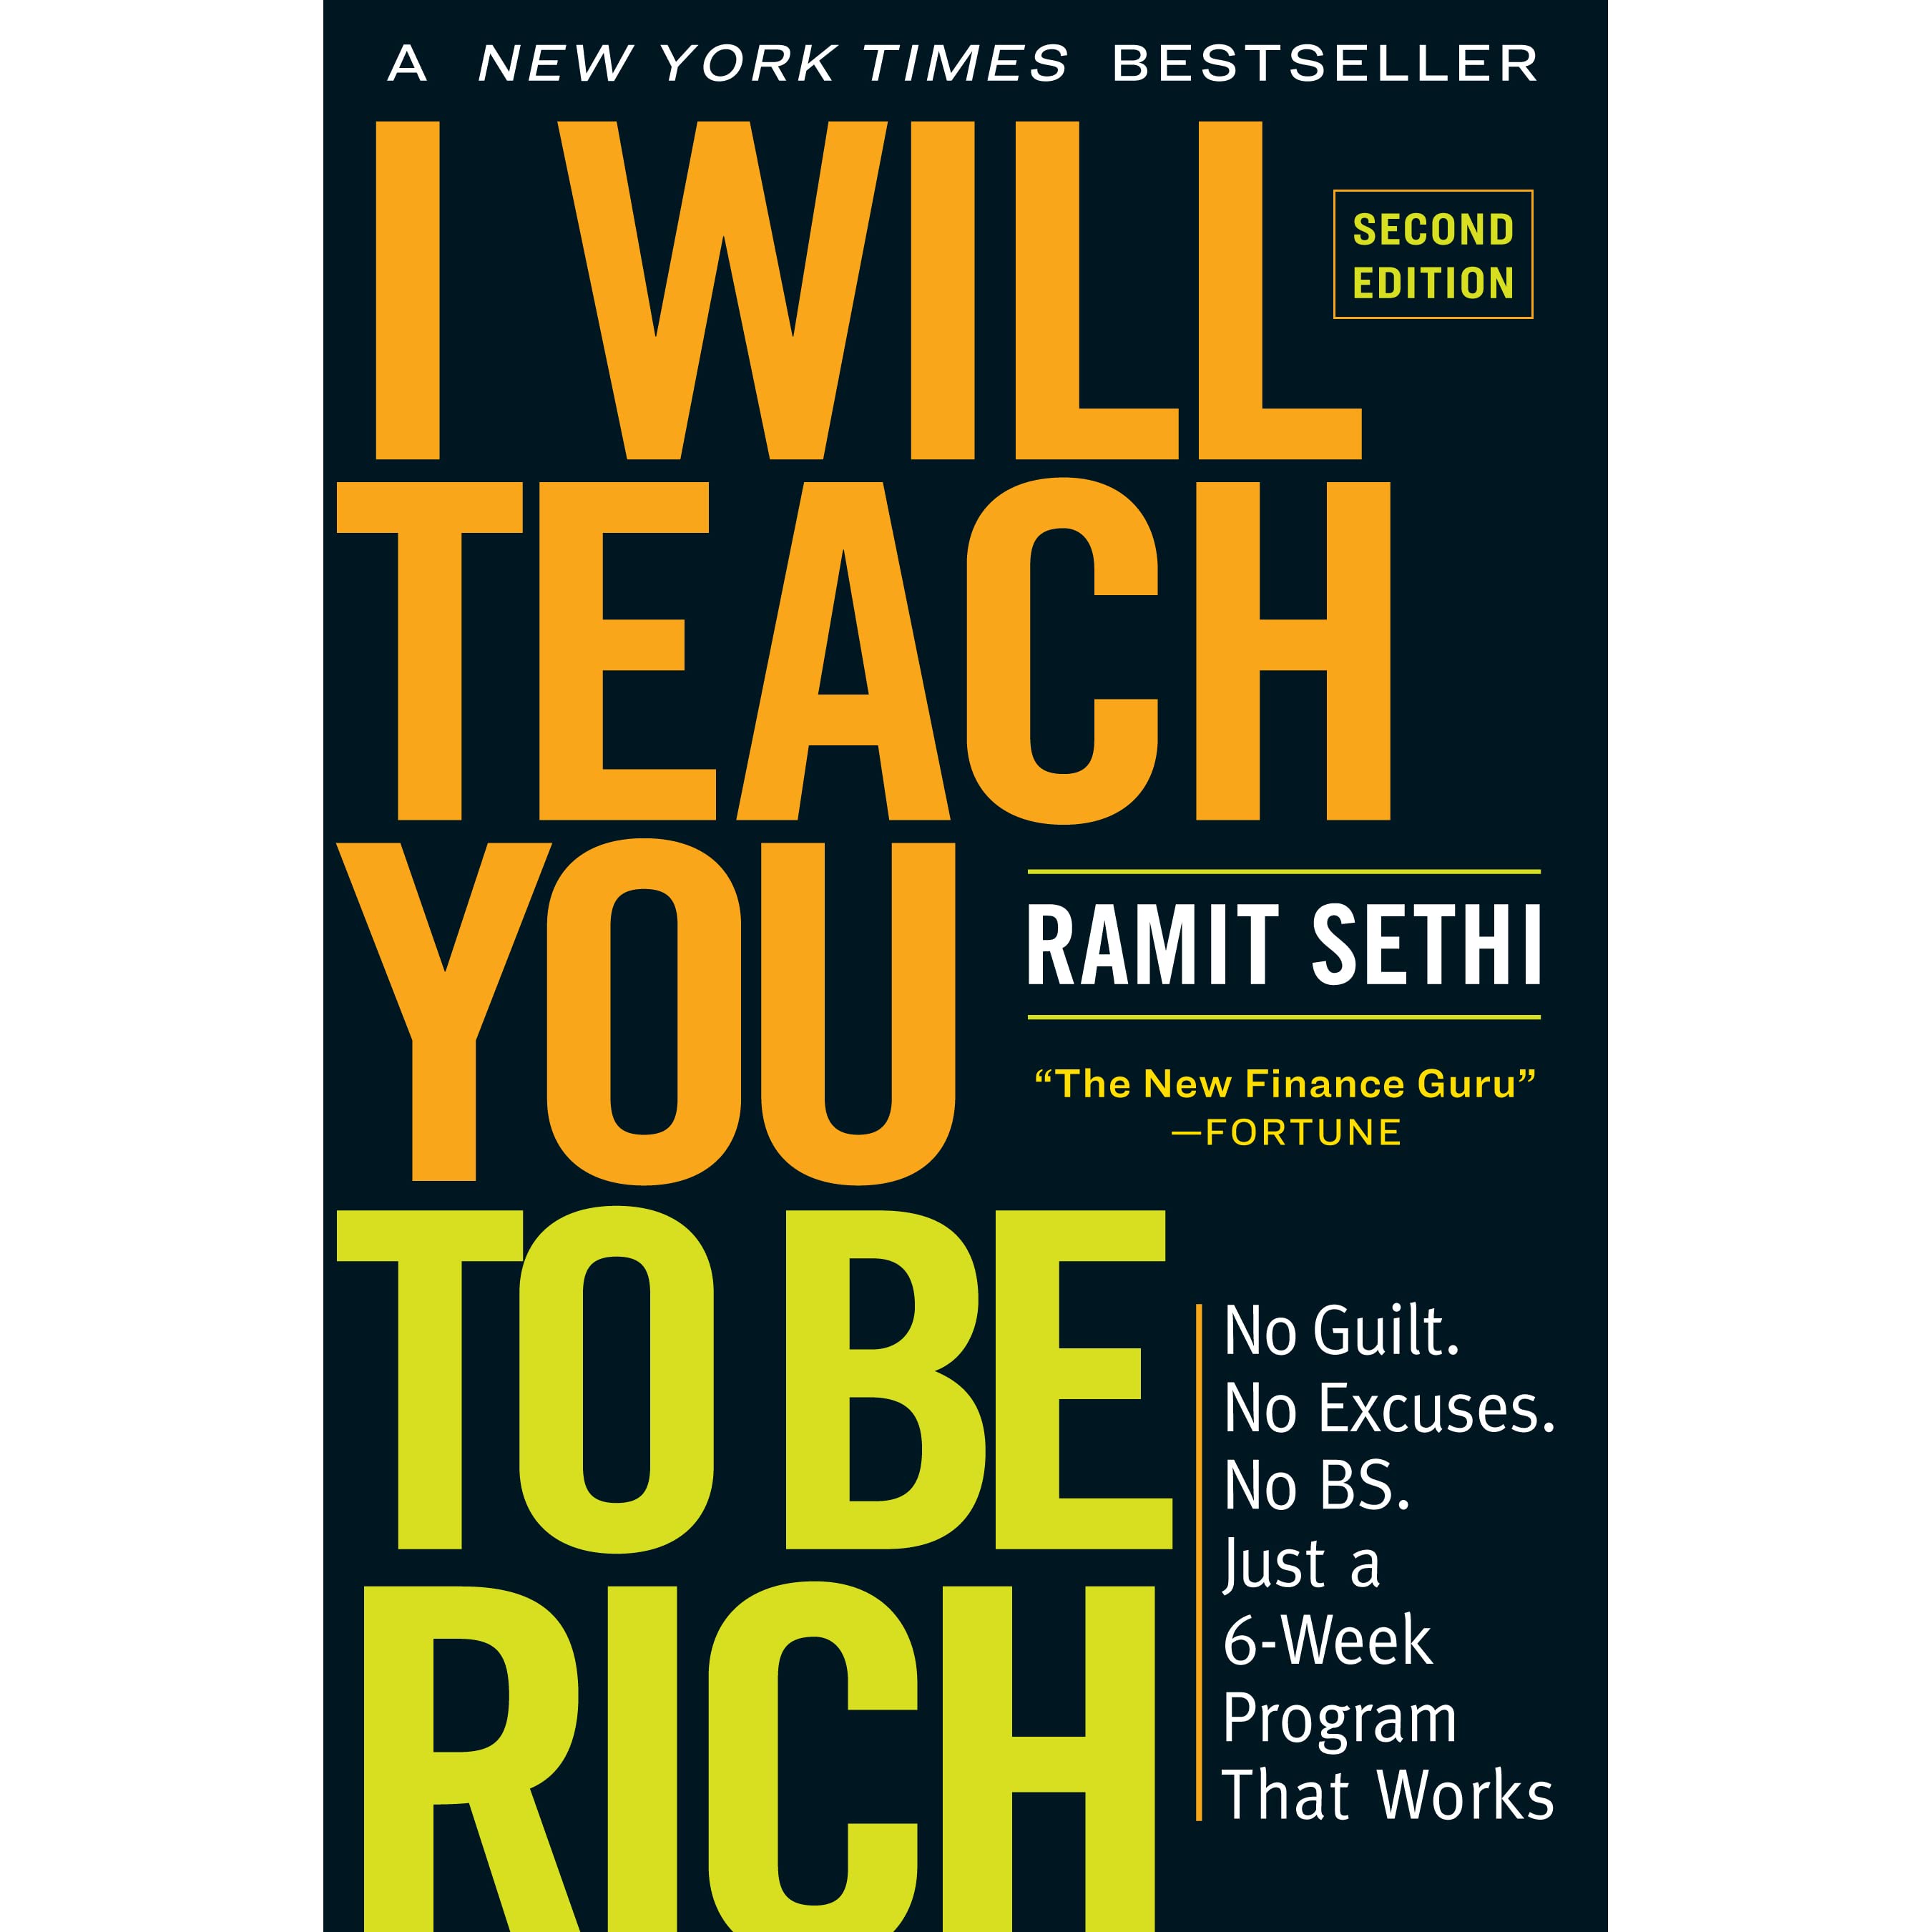 A NEW YORK TIMES BESTSELLER
I WILL
SECOND
EDITION
TEACH
YOU
RAMIT SETHI
“The New Finance Guru”
—FORTUNE
TO BE
RICH
No Guilt.
No Excuses.
No BS.
Just a
6-Week
Program
That Works